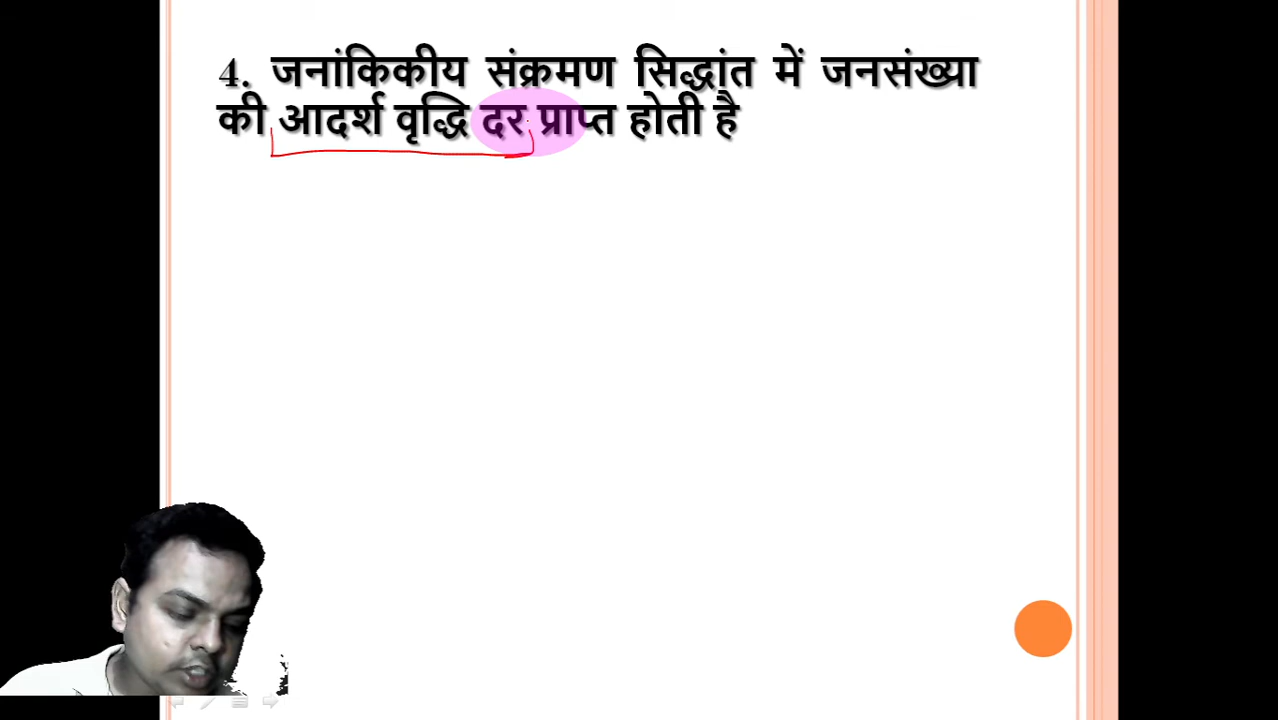 4. जनांकिकीय संक्रमण सिद्धांत में जनसंख्या
की आदर्श वृद्धि दर प्राप्त होती है